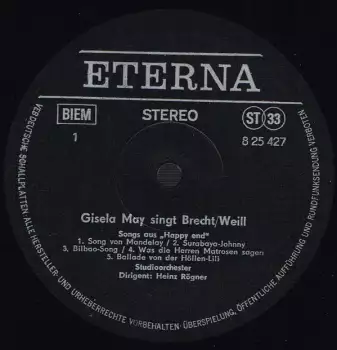 ETERNA
BIEM
STEREO
ST 33
1
8 25 427
Gisela May singt Brecht/Weill
Songs aus „Happy end"
1. Song von Mandelay / 2. Surabaya-Johnny
3. Bilbao-Song / 4. Was die Herren Matrosen sagen
5. Ballade von der Höllen-Lili
Studioorchester
Dirigent: Heinz Rögner
VEB DEUTSCHE SCHALLPLATTEN ALLE HERSTELLER- UND URHEBERRECHTE VORBEHALTEN · ÜBERSPIELUNG, ÖFFENTLICHE AUFFÜHRUNG UND RUNDFUNKSENDUNG VERBOTEN